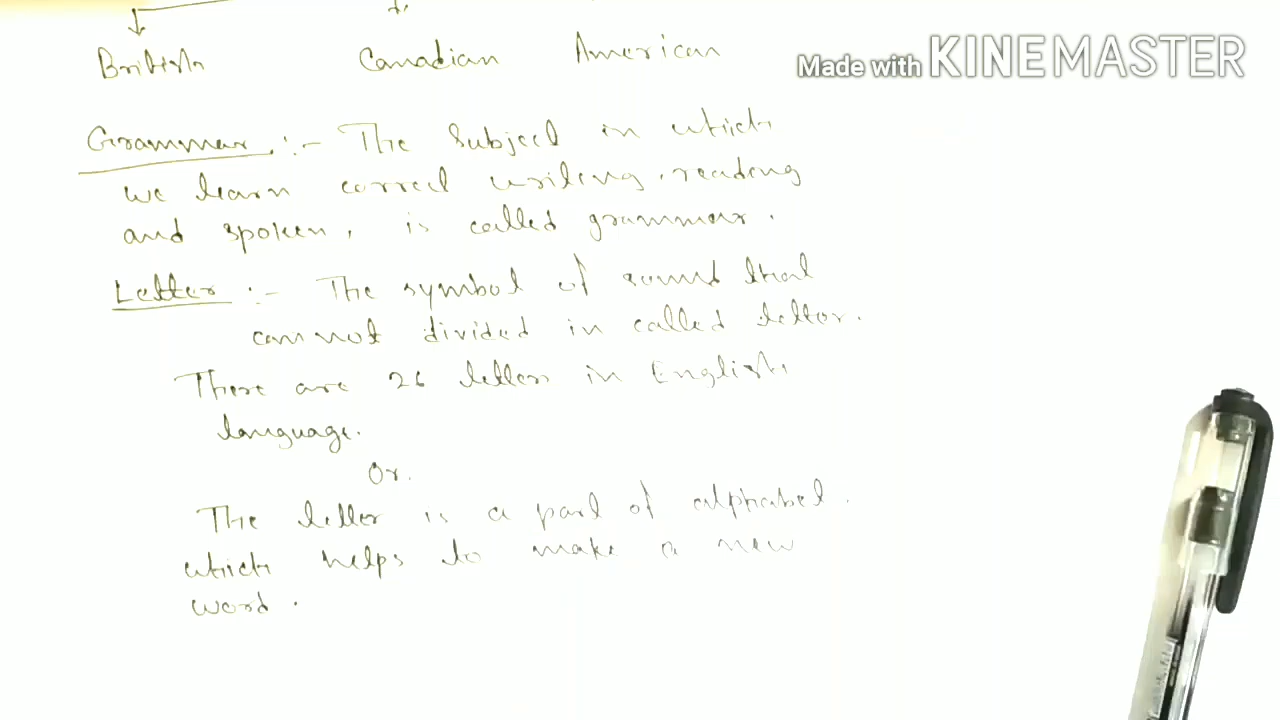 British Canadian American
Made with KINEMASTER
Grammar :- The subject in which
we learn correct writing, reading
and spoken, is called grammar.
Letter :- The symbol of sound that
cannot divided in called letter.
There are 26 letters in English
language.
Or.
The letter is a part of alphabet.
which helps to make a new
word.